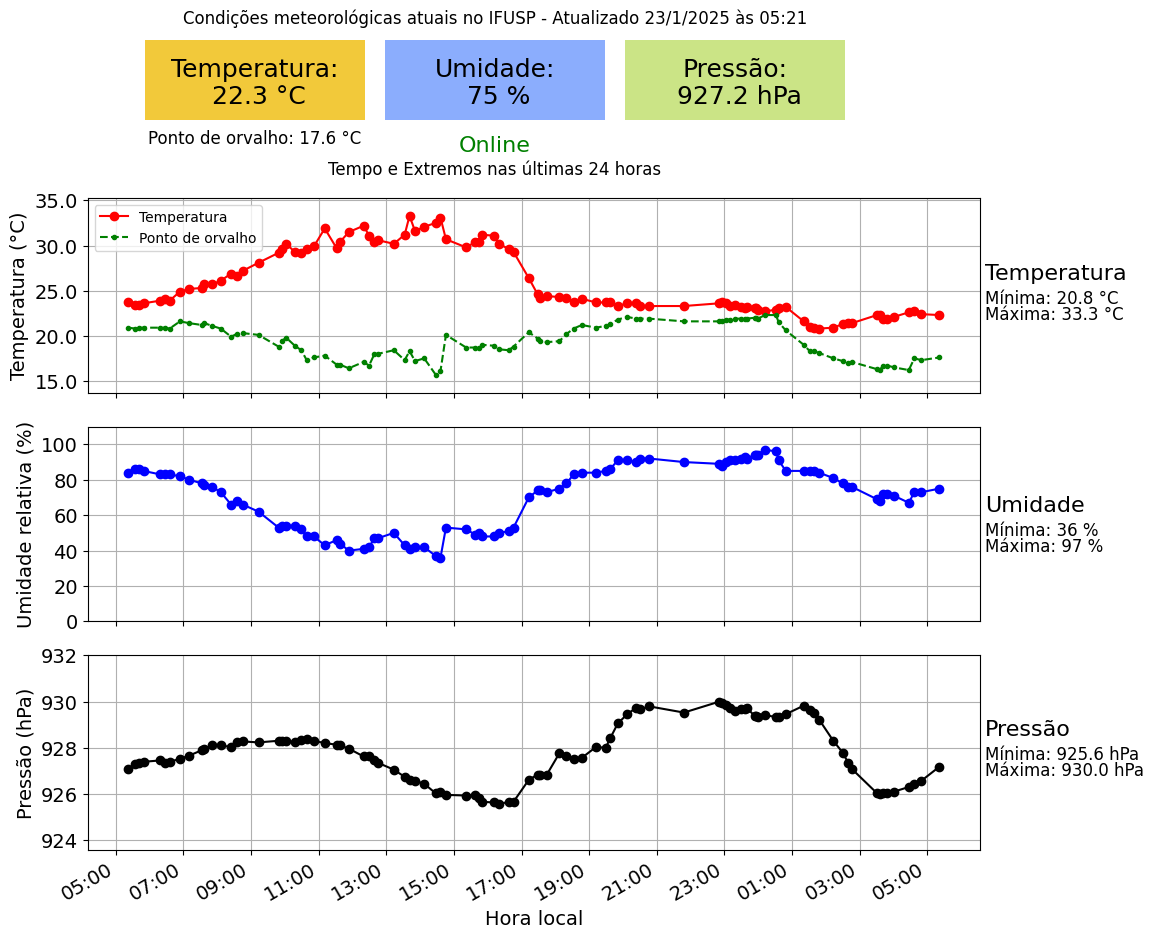 Condições meteorológicas atuais no IFUSP - Atualizado 23/1/2025 às 05:21
Temperatura:
22.3 °C
Umidade:
75 %
Pressão:
927.2 hPa
Ponto de orvalho: 17.6 °C
Online
Tempo e Extremos nas últimas 24 horas
Temperatura (°C)
35.0
30.0
25.0
20.0
15.0
Temperatura
Ponto de orvalho
Temperatura
Mínima: 20.8 °C
Máxima: 33.3 °C
Umidade relativa (%)
100
80
60
40
20
0
Umidade
Mínima: 36 %
Máxima: 97 %
Pressão (hPa)
932
930
928
926
924
Pressão
Mínima: 925.6 hPa
Máxima: 930.0 hPa
05:00
07:00
09:00
11:00
13:00
15:00
17:00
19:00
21:00
23:00
01:00
03:00
05:00
Hora local